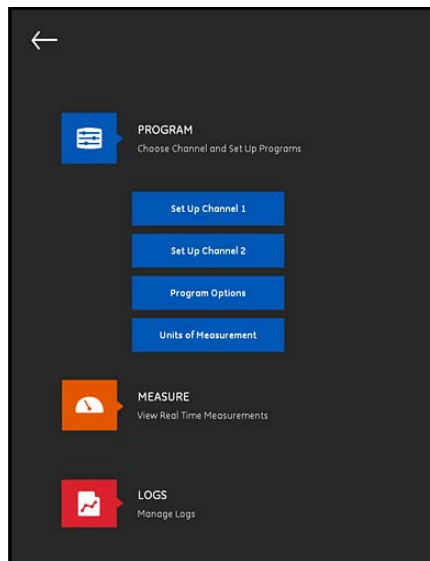 PROGRAM
Choose Channel and Set Up Programs
Set Up Channel 1
Set Up Channel 2
Program Options
Units of Measurement
MEASURE
View Real Time Measurements
LOGS
Manage Logs